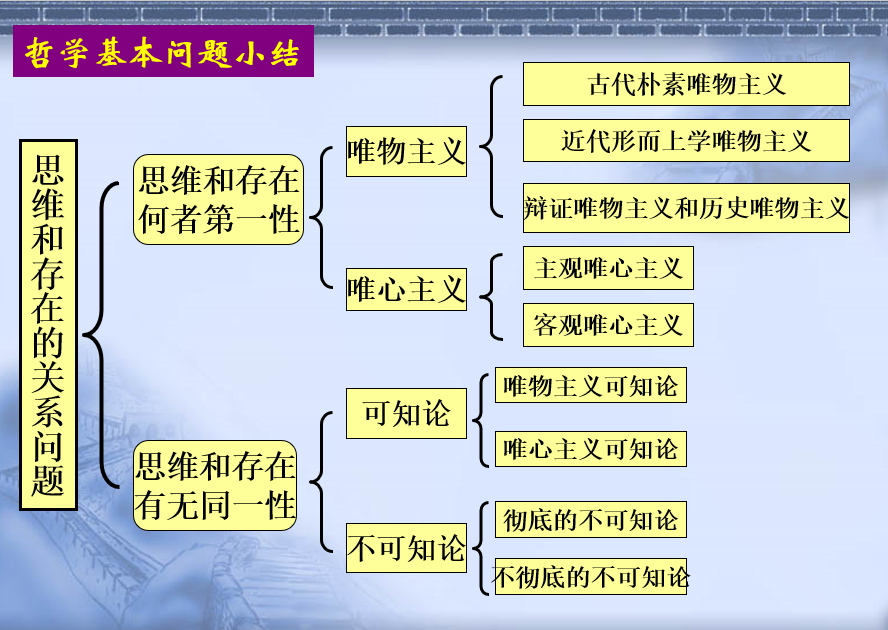 哲学基本问题小结
思维和存在的关系问题
思维和存在
何者第一性
唯物主义
古代朴素唯物主义
近代形而上学唯物主义
辩证唯物主义和历史唯物主义
唯心主义
主观唯心主义
客观唯心主义
思维和存在
有无同一性
可知论
唯物主义可知论
唯心主义可知论
不可知论
彻底的不可知论
不彻底的不可知论